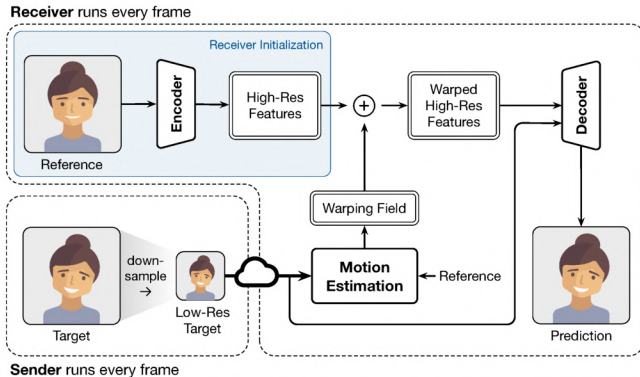 Receiver runs every frame
Receiver Initialization
Encoder
High-Res
Features
Warped
High-Res
Features
Decoder
Reference
Warping Field
down-
sample
Motion
Estimation
Reference
Target
Low-Res
Target
Prediction
Sender runs every frame